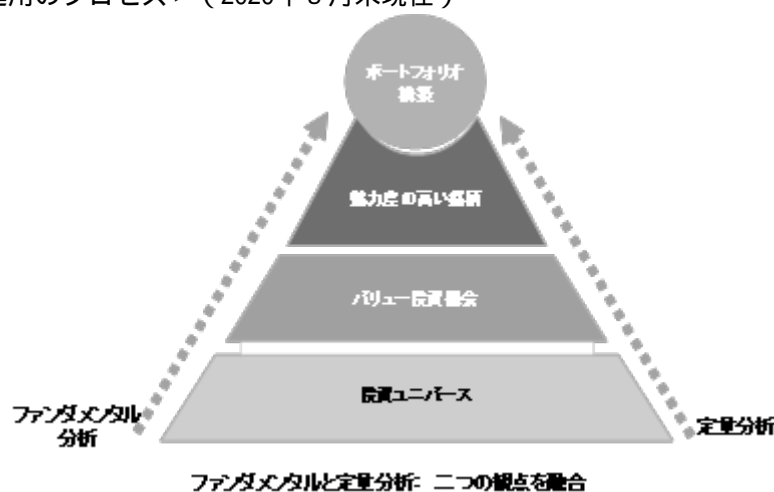 運用のプロセス＞（2020年8月末現在）
ポートフォリオ
構築
魅力度の高い銘柄
バリュー投資機会
投資ユニバース
ファンダメンタル
分析
定量分析
ファンダメンタルと定量分析：二つの観点を融合